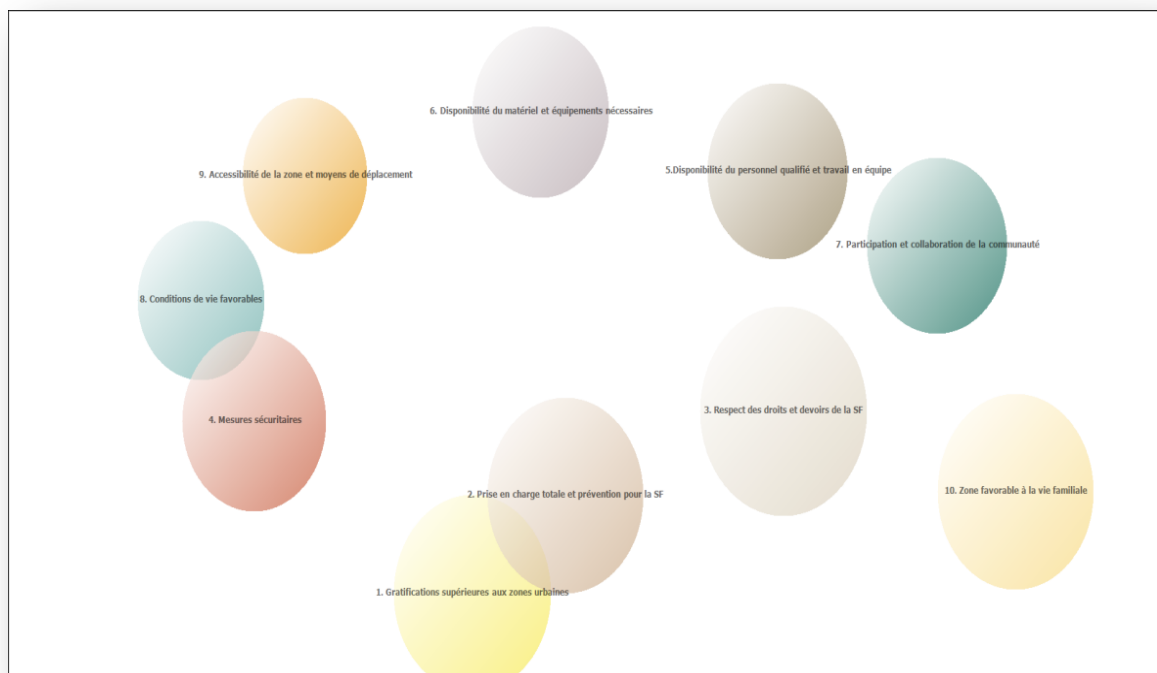 6. Disponibilité du matériel et équipements nécessaires
9. Accessibilité de la zone et moyens de déplacement
5.Disponibilité du personnel qualifié et travail en équipe
7. Participation et collaboration de la communauté
8. Conditions de vie favorables
4. Mesures sécuritaires
3. Respect des droits et devoirs de la SF
2. Prise en charge totale et prévention pour la SF
10. Zone favorable à la vie familiale
1. Gratifications supérieures aux zones urbaines